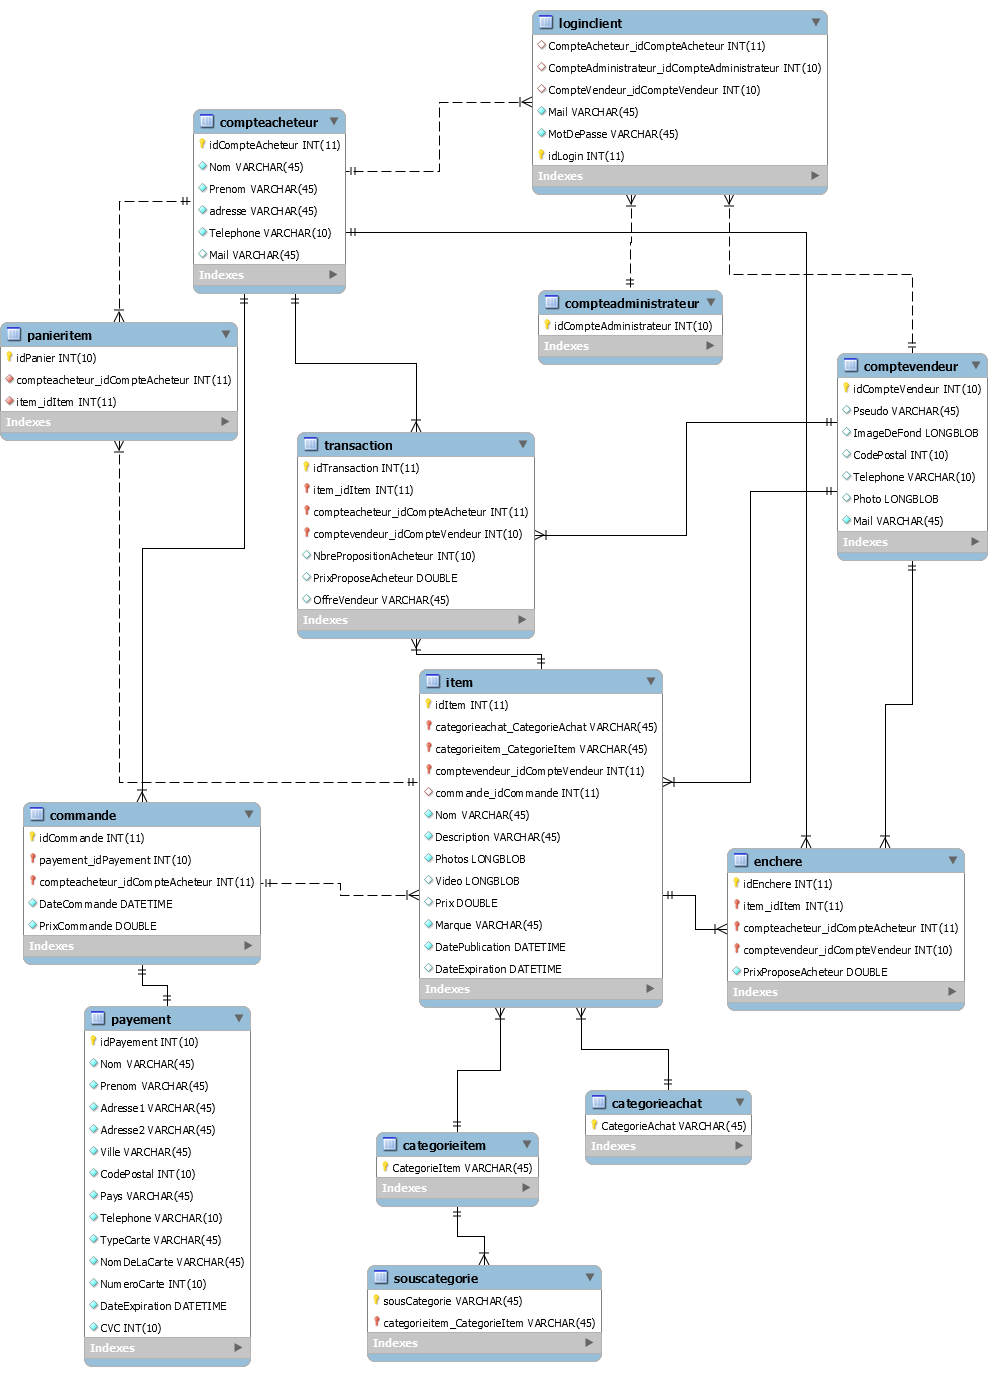 loginclient
CompteAcheteur_idCompteAcheteur INT(11)
CompteAdministrateur_idCompteAdministrateur INT(10)
CompteVendeur_idCompteVendeur INT(10)
Mail VARCHAR(45)
MotDePasse VARCHAR(45)
idLogin INT(11)
Indexes
compteacheteur
idCompteAcheteur INT(11)
Nom VARCHAR(45)
Prenom VARCHAR(45)
adresse VARCHAR(45)
Telephone VARCHAR(10)
Mail VARCHAR(45)
Indexes
compteadministrateur
idCompteAdministrateur INT(10)
Indexes
panieritem
idPanier INT(10)
compteacheteur_idCompteAcheteur INT(11)
item_idItem INT(11)
Indexes
comptevendeur
idCompteVendeur INT(10)
Pseudo VARCHAR(45)
ImageDeFond LONGBLOB
CodePostal INT(10)
Telephone VARCHAR(10)
Photo LONGBLOB
Mail VARCHAR(45)
Indexes
transaction
idTransaction INT(11)
item_idItem INT(11)
compteacheteur_idCompteAcheteur INT(11)
comptevendeur_idCompteVendeur INT(10)
NbrePropositionAcheteur INT(10)
PrixProposeAcheteur DOUBLE
OffreVendeur VARCHAR(45)
Indexes
item
idItem INT(11)
categorieachat_CategorieAchat VARCHAR(45)
categorieitem_CategorieItem VARCHAR(45)
comptevendeur_idCompteVendeur INT(11)
commande_idCommande INT(11)
Nom VARCHAR(45)
Description VARCHAR(45)
Photos LONGBLOB
Video LONGBLOB
Prix DOUBLE
Marque VARCHAR(45)
DatePublication DATETIME
DateExpiration DATETIME
Indexes
commande
idCommande INT(11)
payement_idPayement INT(10)
compteacheteur_idCompteAcheteur INT(11)
DateCommande DATETIME
PrixCommande DOUBLE
Indexes
enchere
idEnchere INT(11)
item_idItem INT(11)
compteacheteur_idCompteAcheteur INT(11)
comptevendeur_idCompteVendeur INT(10)
PrixProposeAcheteur DOUBLE
Indexes
payement
idPayement INT(10)
Nom VARCHAR(45)
Prenom VARCHAR(45)
Adresse1 VARCHAR(45)
Adresse2 VARCHAR(45)
Ville VARCHAR(45)
CodePostal INT(10)
Pays VARCHAR(45)
Telephone VARCHAR(10)
TypeCarte VARCHAR(45)
NomDeLaCarte VARCHAR(45)
NumeroCarte INT(10)
DateExpiration DATETIME
CVC INT(10)
Indexes
categorieachat
CategorieAchat VARCHAR(45)
Indexes
categorieitem
CategorieItem VARCHAR(45)
Indexes
souscategorie
sousCategorie VARCHAR(45)
categorieitem_CategorieItem VARCHAR(45)
Indexes